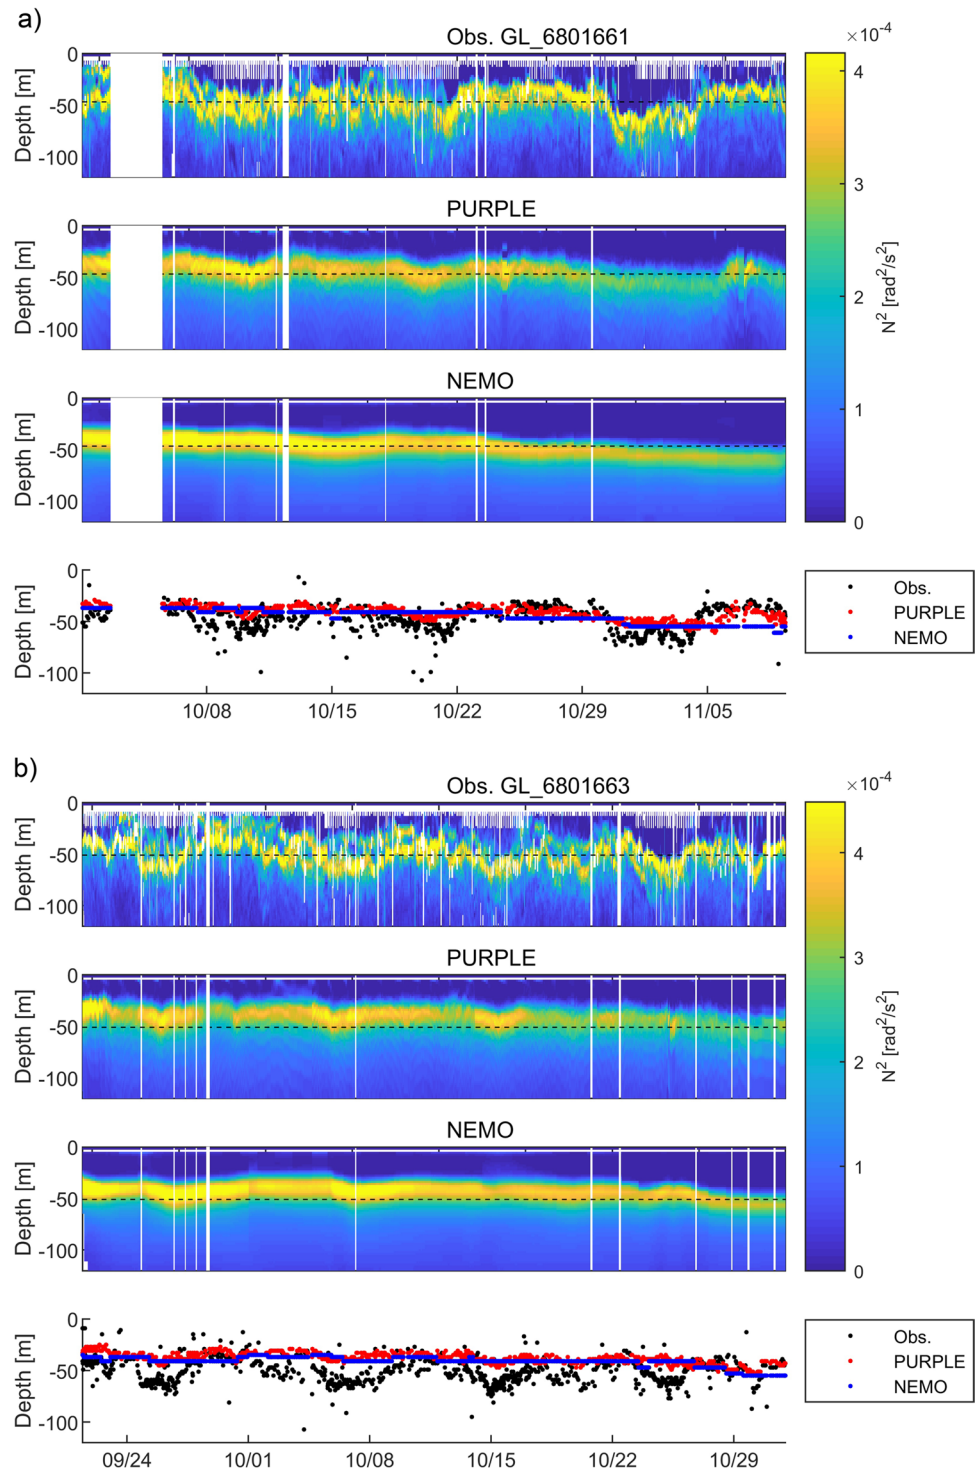 a)
Obs. GL_6801661
×10⁻⁴
0
-50
-100
Depth [m]
PURPLE
0
-50
-100
Depth [m]
NEMO
0
-50
-100
Depth [m]
4
3
2
1
0
N² [rad²/s²]
0
-50
-100
Depth [m]
10/08 10/15 10/22 10/29 11/05
Obs.
PURPLE
NEMO
b)
Obs. GL_6801663
×10⁻⁴
0
-50
-100
Depth [m]
PURPLE
0
-50
-100
Depth [m]
NEMO
0
-50
-100
Depth [m]
4
3
2
1
0
N² [rad²/s²]
0
-50
-100
Depth [m]
09/24 10/01 10/08 10/15 10/22 10/29
Obs.
PURPLE
NEMO